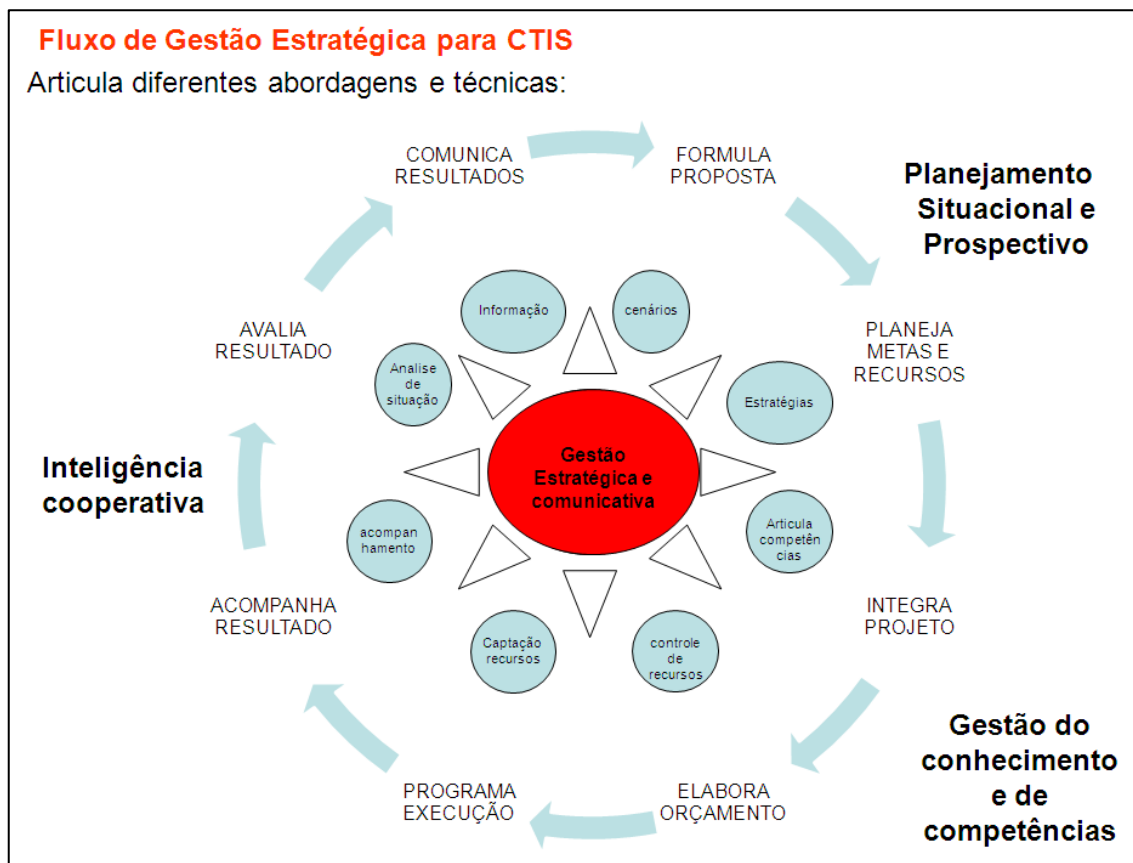 Fluxo de Gestão Estratégica para CTIS
Articula diferentes abordagens e técnicas:
COMUNICA
RESULTADOS
FORMULA
PROPOSTA
Planejamento
Situacional e
Prospectivo
PLANEJA
METAS E
RECURSOS
INTEGRA
PROJETO
Gestão do
conhecimento
e de
competências
ELABORA
ORÇAMENTO
PROGRAMA
EXECUÇÃO
ACOMPANHA
RESULTADO
Inteligência
cooperativa
AVALIA
RESULTADO
Informação
cenários
Estratégias
Articula
competên
cias
controle
de
recursos
Captação
recursos
acompan
hamento
Analise
de
situação
Gestão
Estratégica e
comunicativa